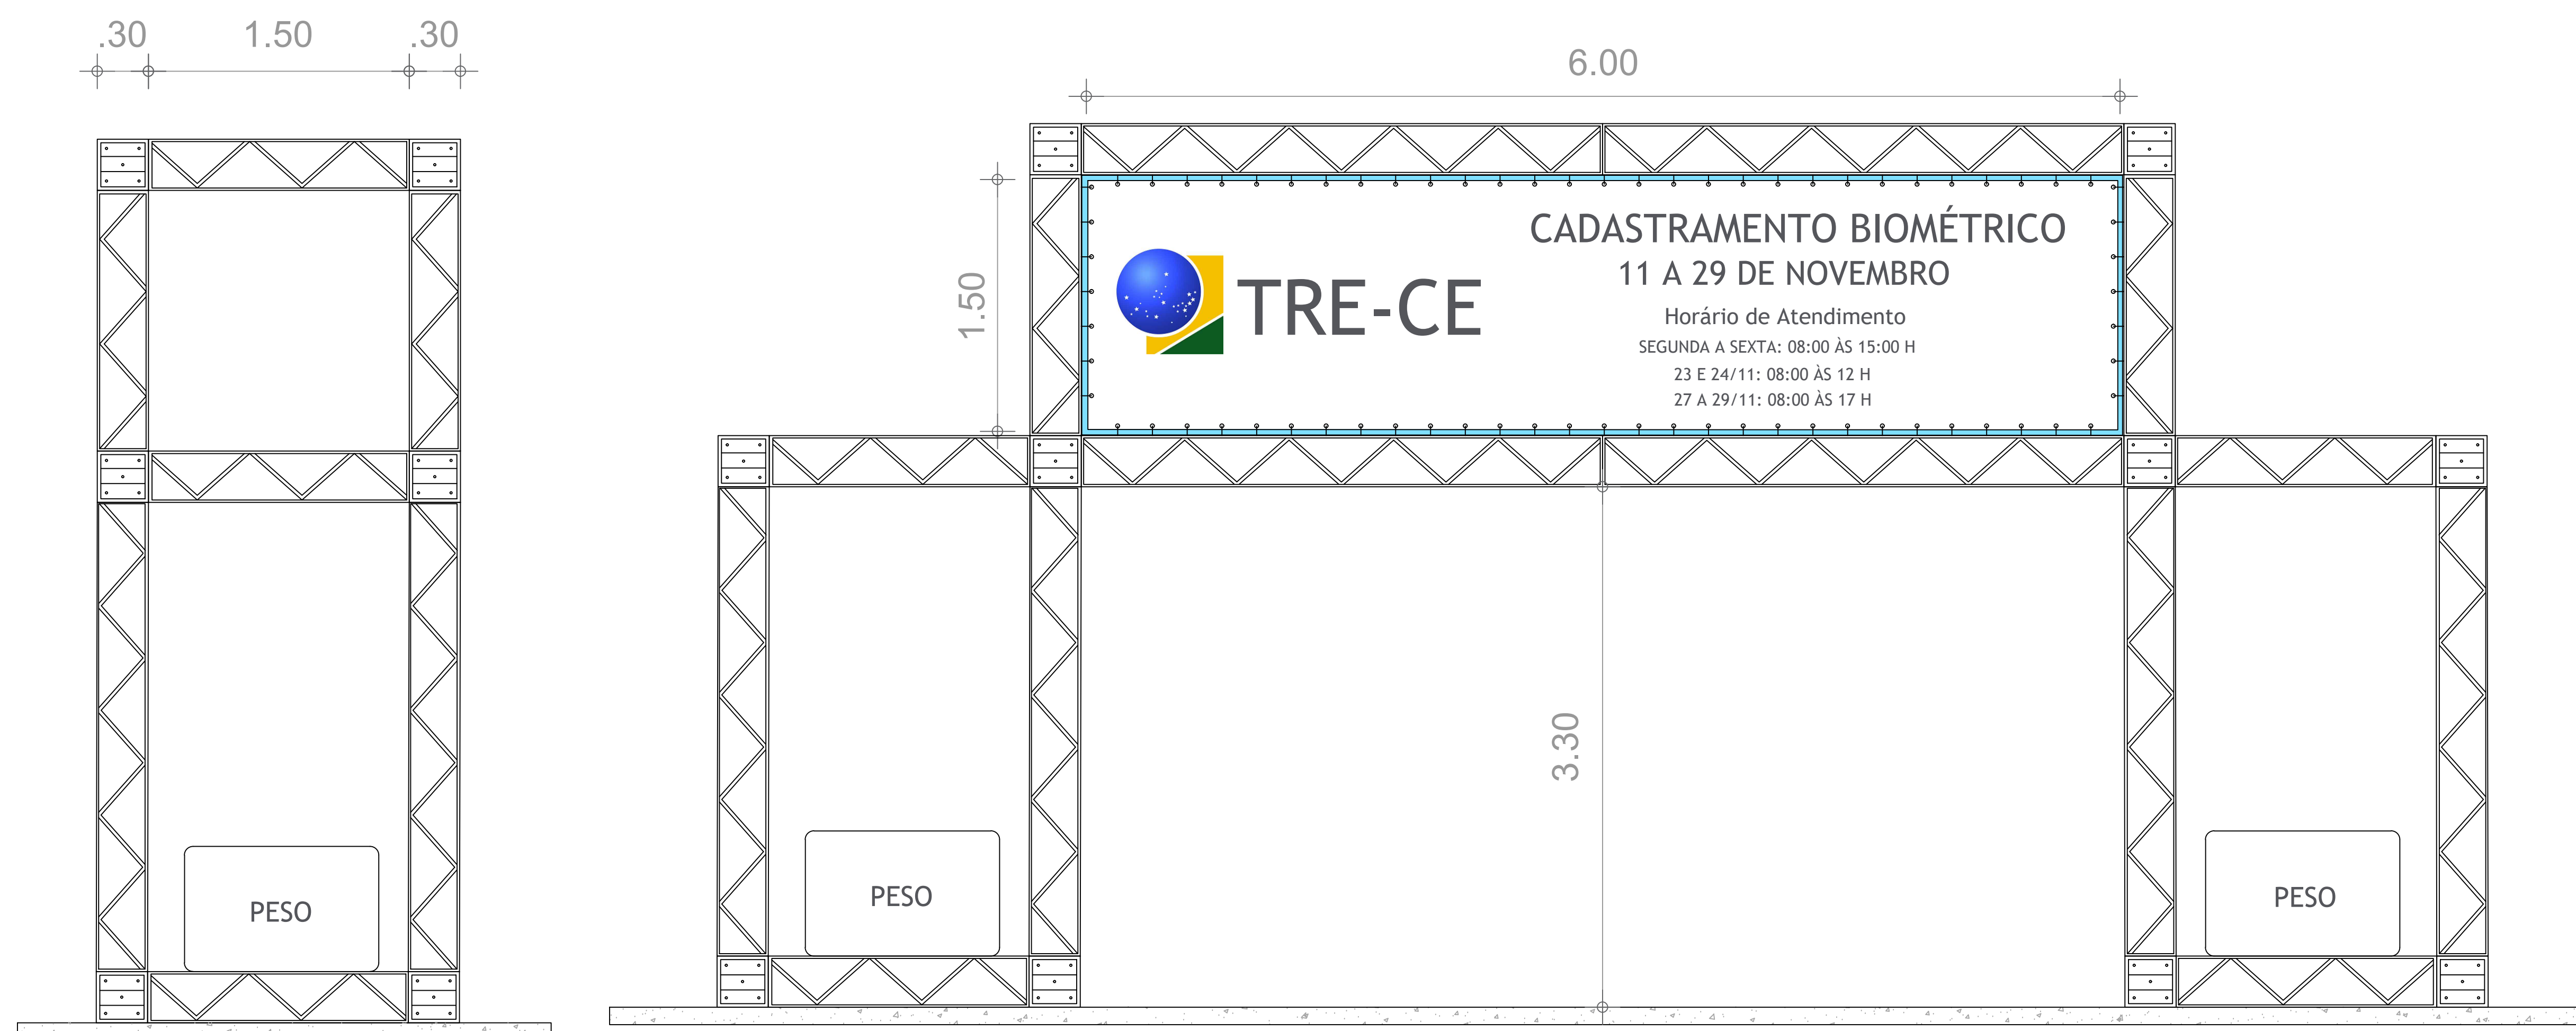 .30 1.50 .30
6.00
1.50
TRE-CE
CADASTRAMENTO BIOMÉTRICO
11 A 29 DE NOVEMBRO
Horário de Atendimento
SEGUNDA A SEXTA: 08:00 ÀS 15:00 H
23 E 24/11: 08:00 ÀS 12 H
27 A 29/11: 08:00 ÀS 17 H
3.30
PESO
PESO
PESO